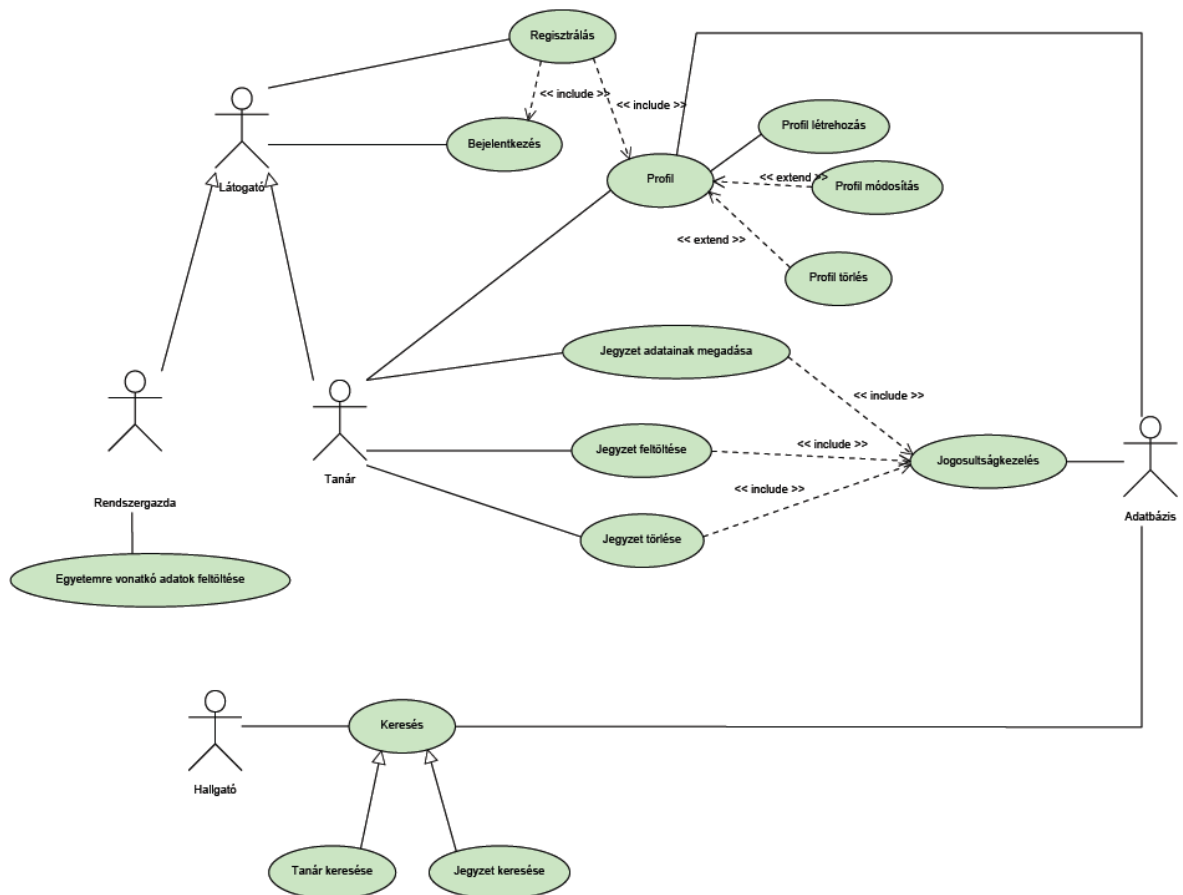 Regisztrálás
<< include >>
<< include >>
Bejelentkezés
Profil létrehozás
Látogató
Profil
<< extend >>
Profil módosítás
<< extend >>
Profil törlés
Jegyzet adatainak megadása
<< include >>
Jegyzet feltöltése
<< include >>
Jogosultságkezelés
Tanár
<< include >>
Rendszergazda
Adatbázis
Jegyzet törlése
Egyetemre vonatkó adatok feltöltése
Keresés
Hallgató
Tanár keresése
Jegyzet keresése